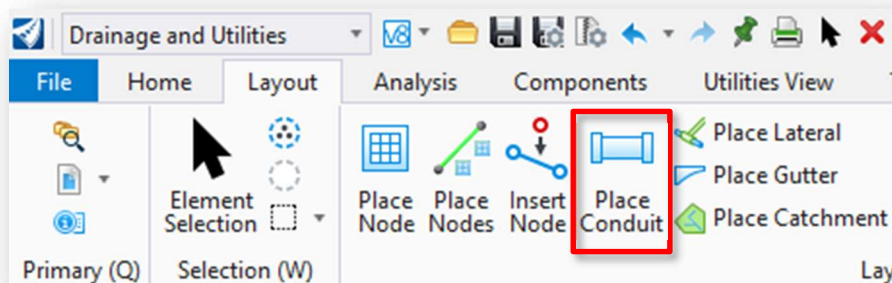 Drainage and Utilities
File Home Layout Analysis Components Utilities View
Element Selection
Place Node
Place Nodes
Insert Node
Place Conduit
Place Lateral
Place Gutter
Place Catchment
Primary (Q) Selection (W) Lay